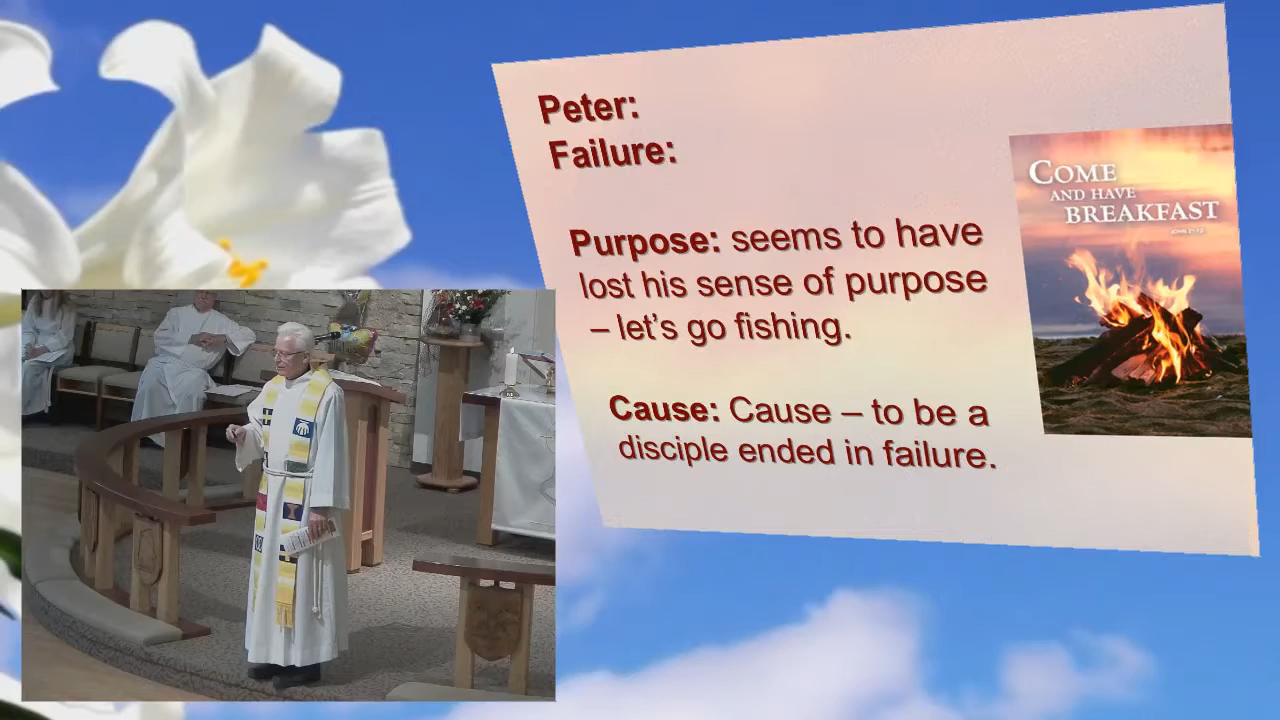 Peter:
Failure:
Purpose: seems to have
lost his sense of purpose
– let's go fishing.
Cause: Cause – to be a
disciple ended in failure.
COME
AND HAVE
BREAKFAST